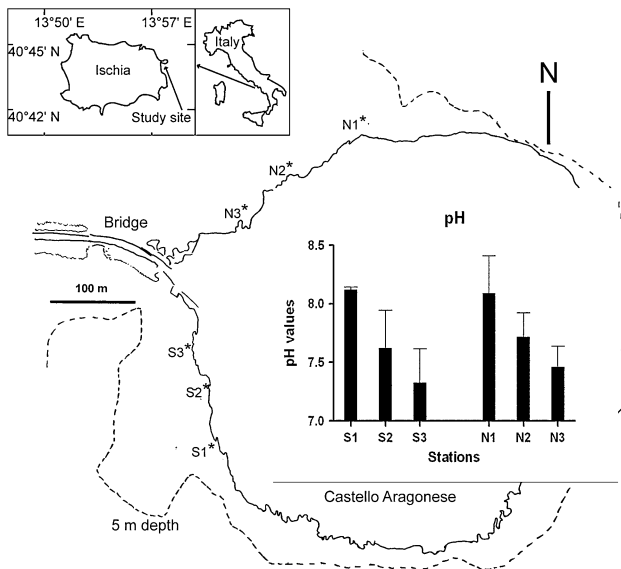 13°50' E
13°57' E
40°45' N
40°42' N
Ischia
Study site
Italy
N
N1*
N2*
N3*
Bridge
100 m
S3*
S2*
S1*
5 m depth
Castello Aragonese
pH
pH values
8.5
8.0
7.5
7.0
S1 S2 S3 N1 N2 N3
Stations